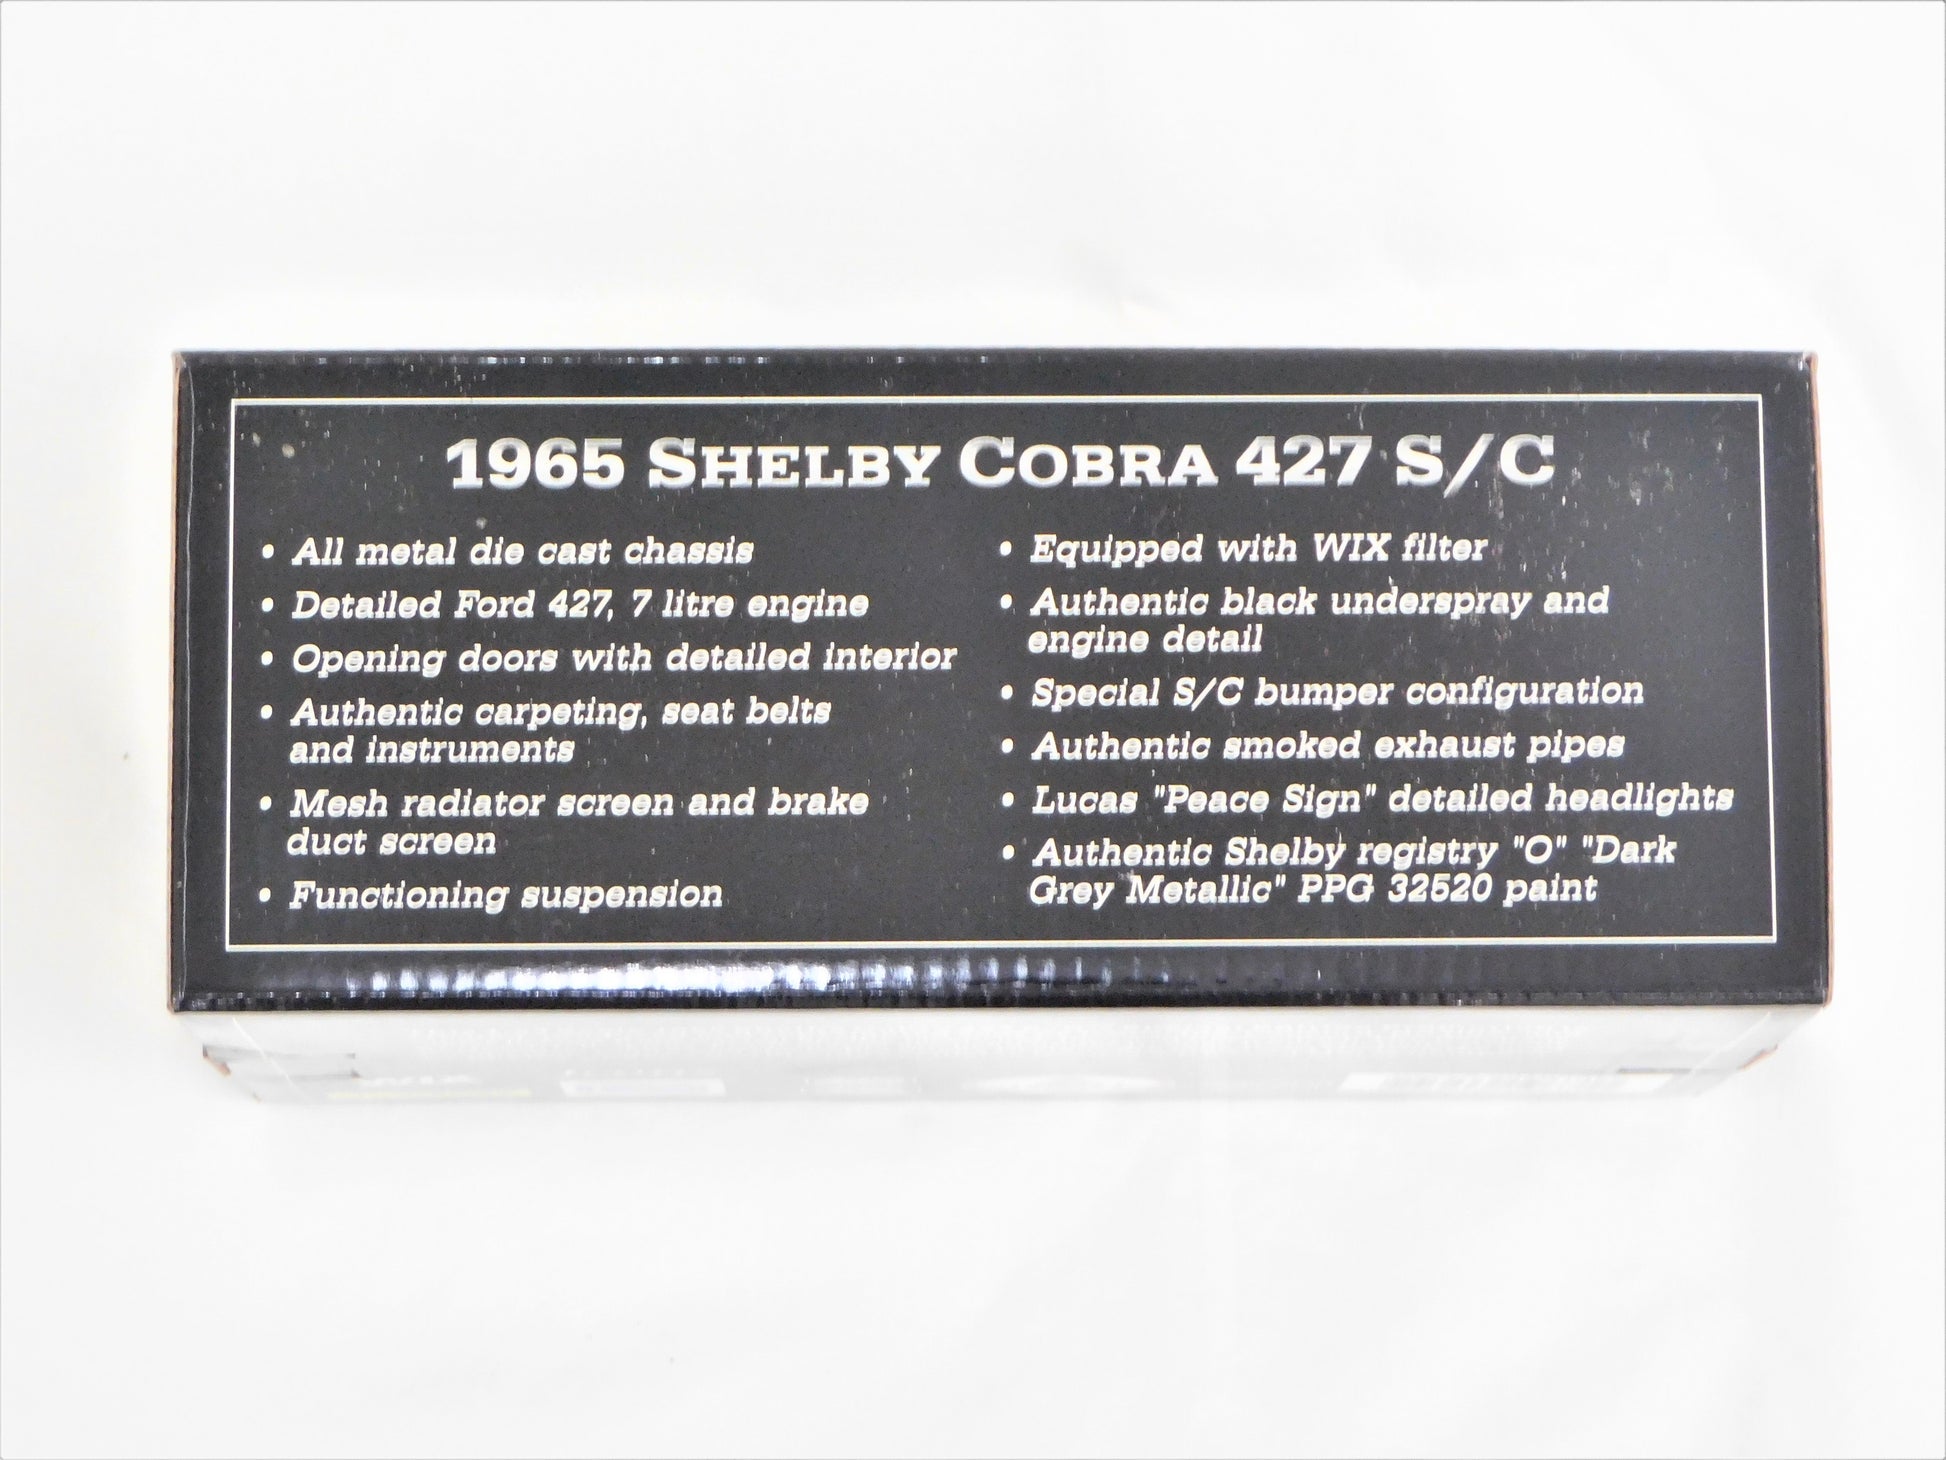 1965 SHELBY COBRA 427 S/C
• All metal die cast chassis
• Detailed Ford 427, 7 litre engine
• Opening doors with detailed interior
• Authentic carpeting, seat belts
and instruments
• Mesh radiator screen and brake
duct screen
• Functioning suspension
• Equipped with WIX filter
• Authentic black underspray and
engine detail
• Special S/C bumper configuration
• Authentic smoked exhaust pipes
• Lucas "Peace Sign" detailed headlights
• Authentic Shelby registry "O" "Dark
Grey Metallic" PPG 32520 paint